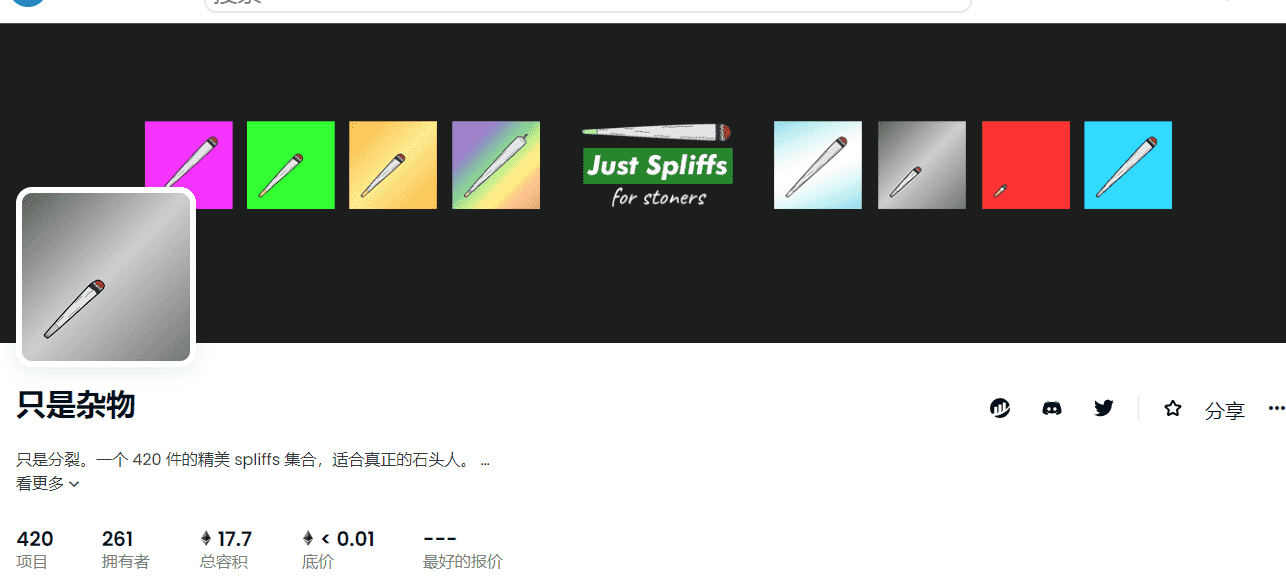 搜索
Just Spliffs
for stoners
只是杂物
分享
只是分裂。一个 420 件的精美 spliffs 集合，适合真正的石头人。 ...
看更多
420 261 17.7 < 0.01 ---
项目 拥有者 总容积 底价 最好的报价